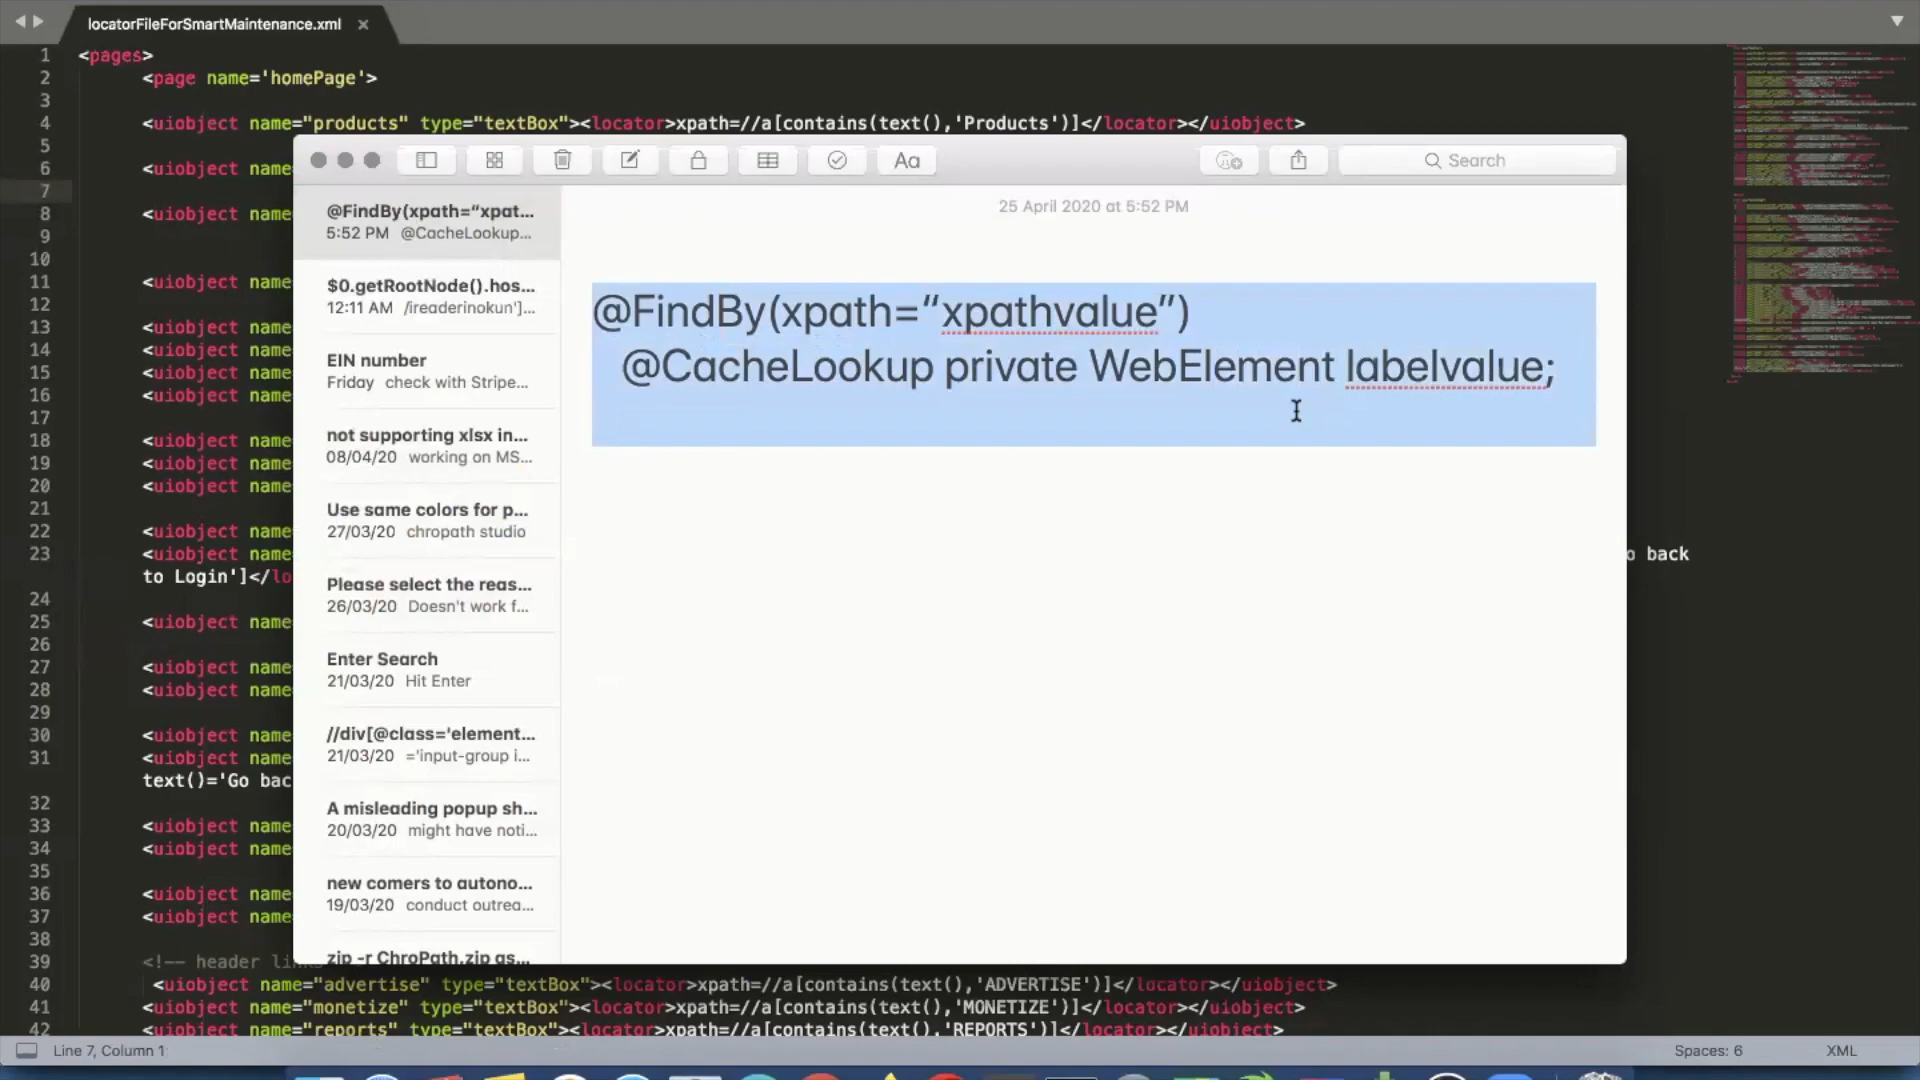 locatorFileForSmartMaintenance.xml
1 <pages>
2 <page name='homePage'>
3
4 <uiobject name="products" type="textBox"><locator>xpath=//a[contains(text(),'Products')]</locator></uiobject>
5
6 <uiobject name=
7
8 <uiobject name=
9
10
11 <uiobject name=
12
13 <uiobject name
14 <uiobject name
15 <uiobject name
16 <uiobject name
17
18 <uiobject name
19 <uiobject name
20 <uiobject name
21
22 <uiobject name
23 <uiobject name
o back
to Login']</lo
24
25 <uiobject name
26
27 <uiobject name
28 <uiobject name
29
30 <uiobject name
31 <uiobject name
text()='Go bac
32
33 <uiobject name
34 <uiobject name
35
36 <uiobject name
37 <uiobject name
38
39 <!-- header lin
40 <uiobject name="advertise" type="textBox"><locator>xpath=//a[contains(text(),'ADVERTISE')]</locator></uiobject>
41 <uiobject name="monetize" type="textBox"><locator>xpath=//a[contains(text(),'MONETIZE')]</locator></uiobject>
42 <uiobject name="reports" type="textBox"><locator>xpath=//a[contains(text(),'REPORTS')]</locator></uiobject>
Aa
Search
@FindBy(xpath=“xpat...
5:52 PM @CacheLookup...
$0.getRootNode().hos...
12:11 AM /ireaderinokun']...
EIN number
Friday check with Stripe...
not supporting xlsx in...
08/04/20 working on MS...
Use same colors for p...
27/03/20 chropath studio
Please select the reas...
26/03/20 Doesn't work f...
Enter Search
21/03/20 Hit Enter
//div[@class='element...
21/03/20 ='input-group i...
A misleading popup sh...
20/03/20 might have noti...
new comers to autono...
19/03/20 conduct outrea...
zip -r ChroPath.zip as...
25 April 2020 at 5:52 PM
@FindBy(xpath=“xpathvalue”)
@CacheLookup private WebElement labelvalue;
Line 7, Column 1
Spaces: 6
XML